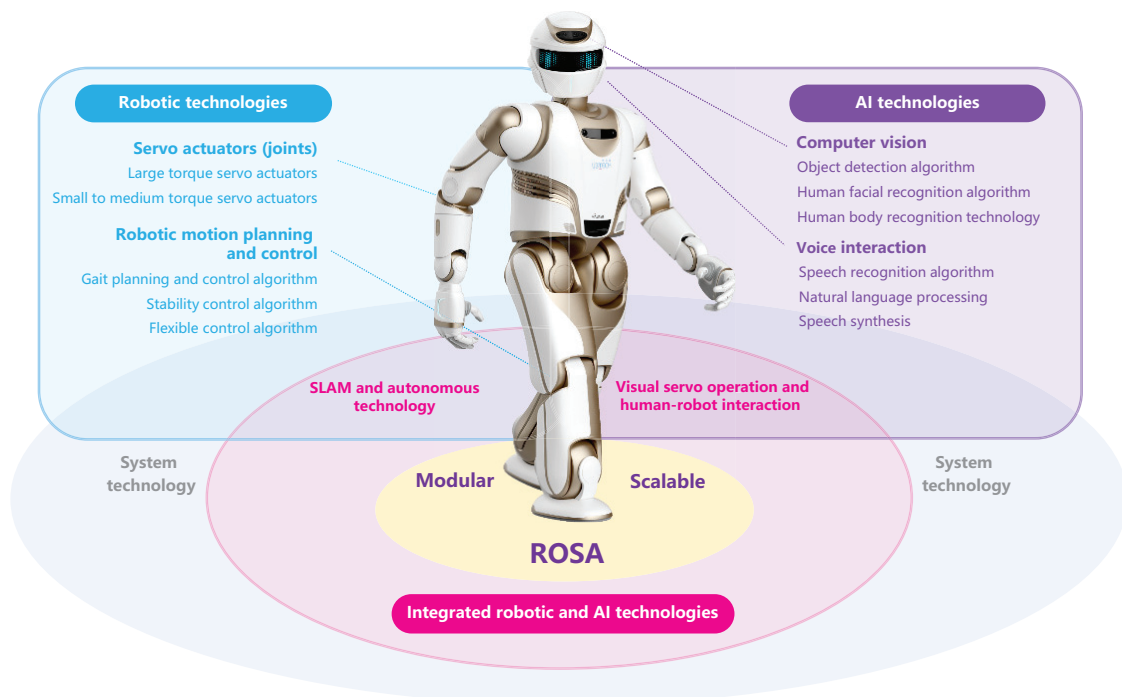 Robotic technologies
Servo actuators (joints)
Large torque servo actuators
Small to medium torque servo actuators
Robotic motion planning
and control
Gait planning and control algorithm
Stability control algorithm
Flexible control algorithm
AI technologies
Computer vision
Object detection algorithm
Human facial recognition algorithm
Human body recognition technology
Voice interaction
Speech recognition algorithm
Natural language processing
Speech synthesis
SLAM and autonomous
technology
Visual servo operation and
human-robot interaction
System
technology
System
technology
Modular
Scalable
ROSA
Integrated robotic and AI technologies